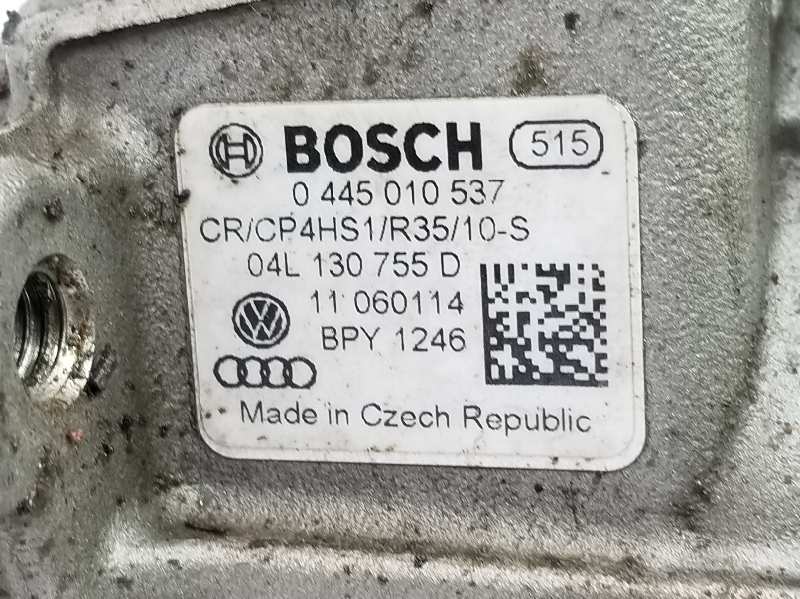 BOSCH 515
0 445 010 537
CR/CP4HS1/R35/10-S
04L 130 755 D
11 060114
BPY 1246
Made in Czech Republic